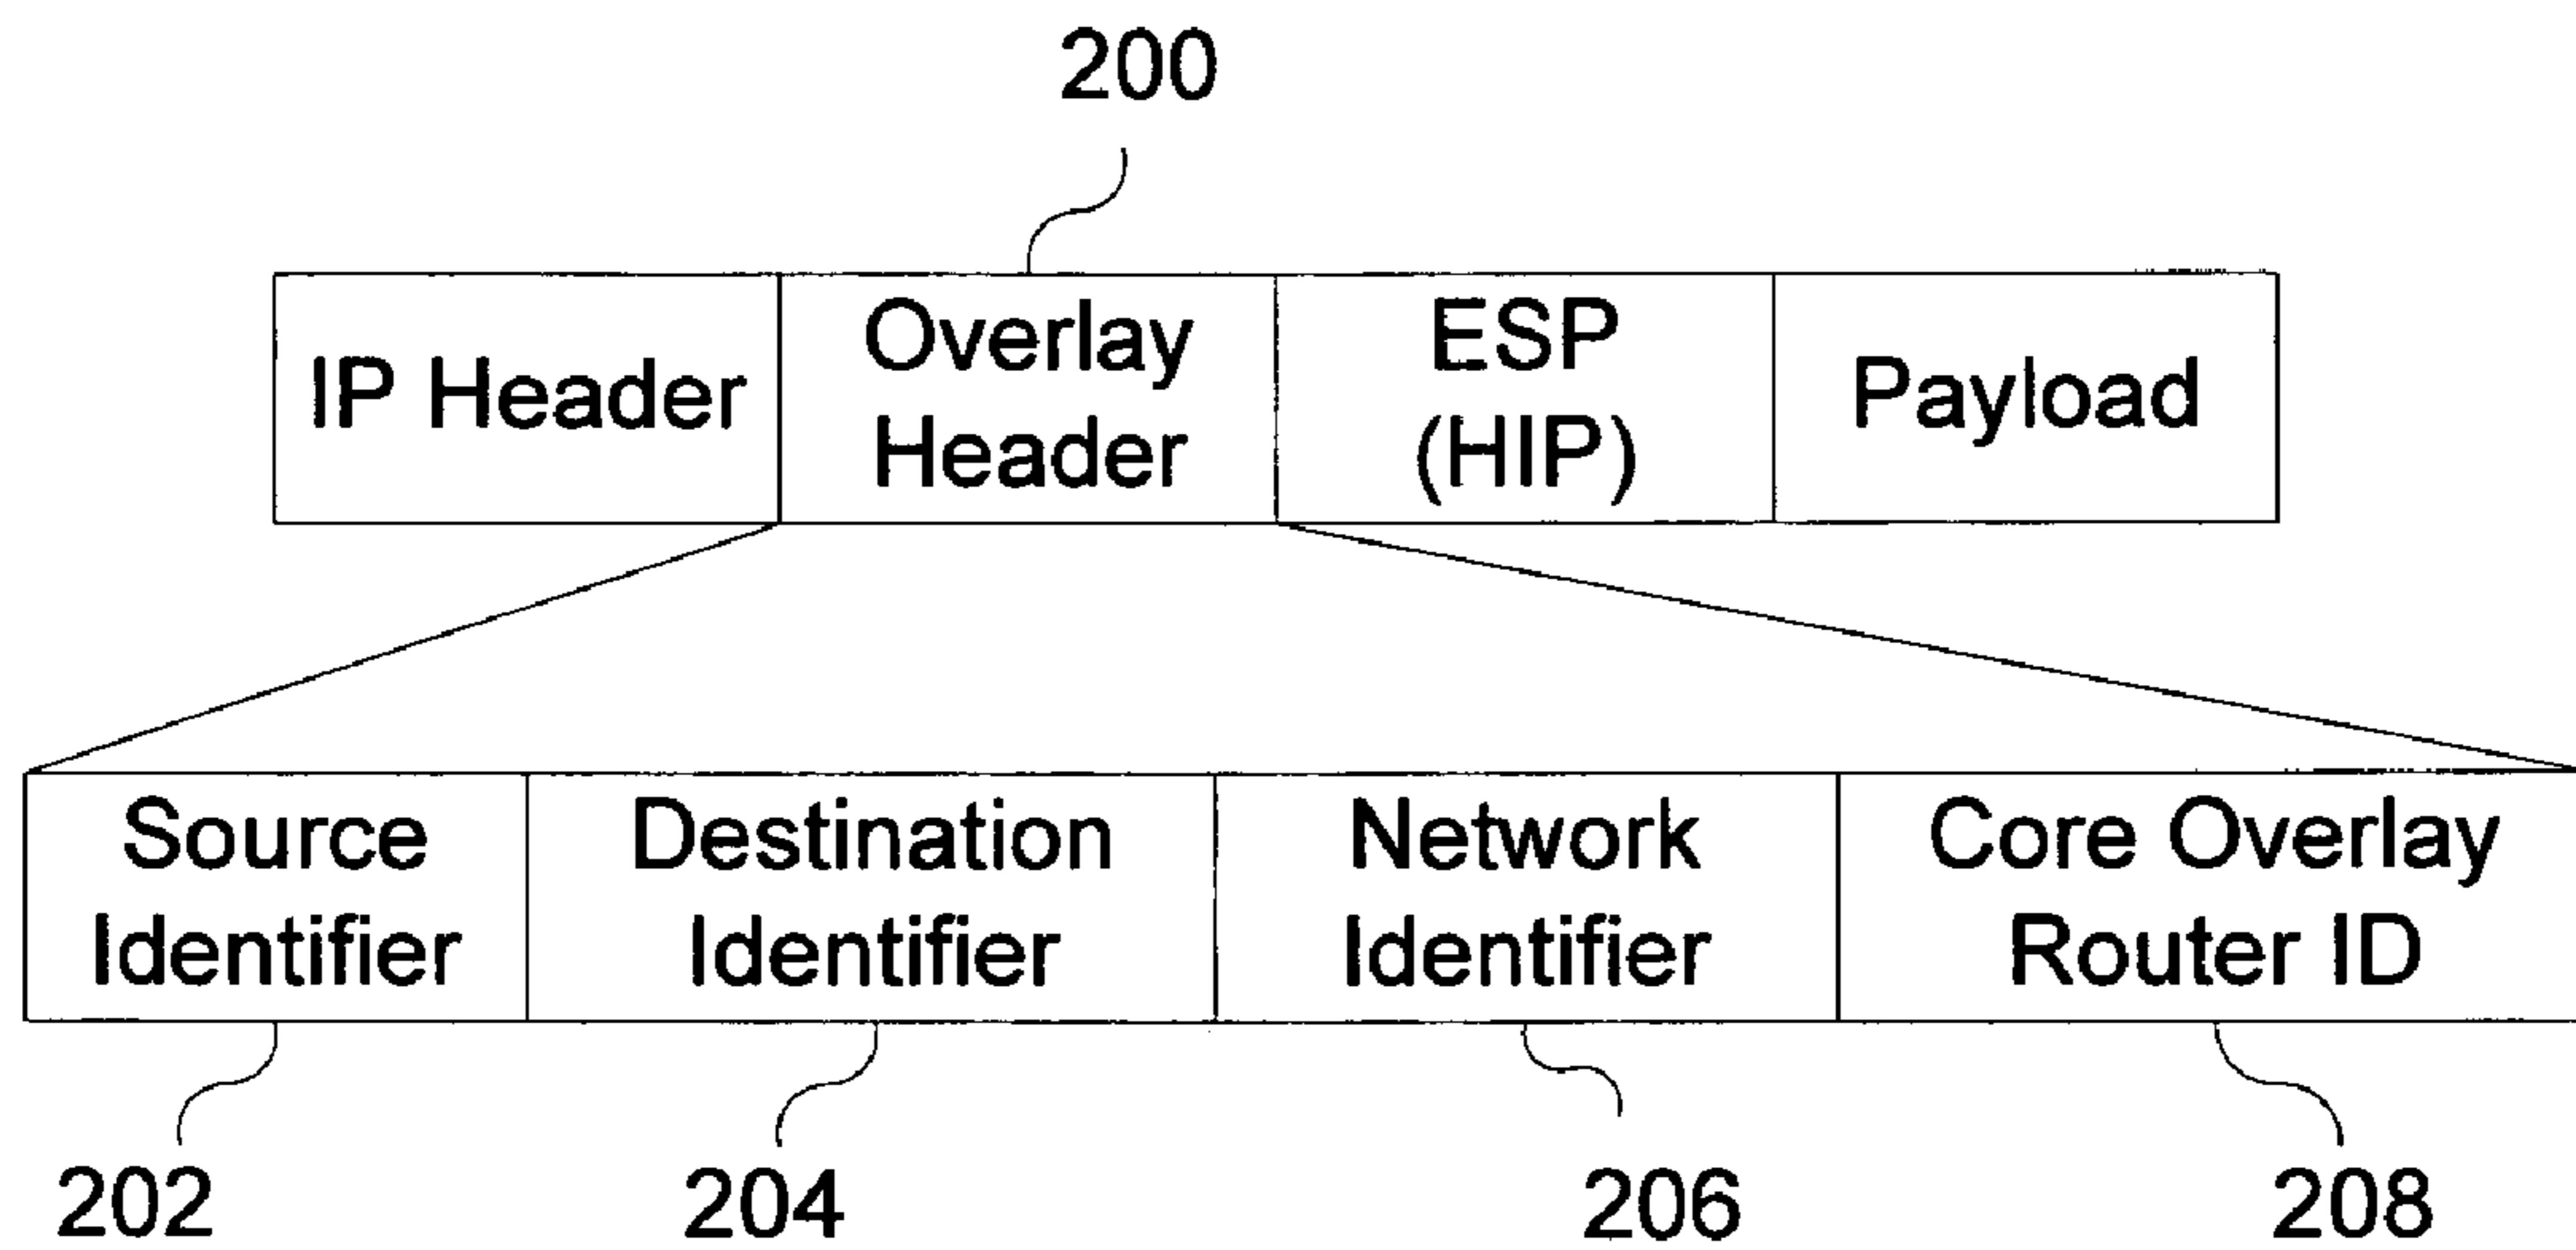 200
IP Header
Overlay
Header
ESP
(HIP)
Payload
Source
Identifier
Destination
Identifier
Network
Identifier
Core Overlay
Router ID
202
204
206
208